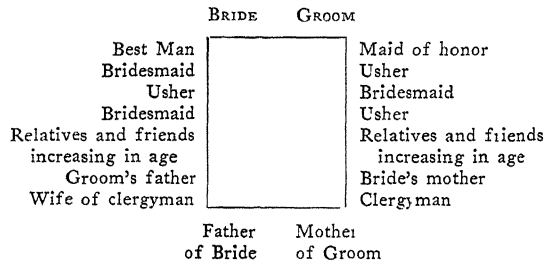 BRIDE GROOM
Best Man Maid of honor
Bridesmaid Usher
Usher Bridesmaid
Bridesmaid Usher
Relatives and friends Relatives and friends
increasing in age increasing in age
Groom's father Bride's mother
Wife of clergyman Clergyman
Father Mother
of Bride of Groom